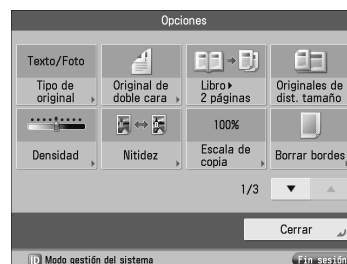 Opciones
Texto/Foto
Tipo de
original
Original de
doble cara
Libro▸
2 páginas
Originales de
dist. tamaño
Densidad
Nitidez
100%
Escala de
copia
Borrar bordes
1/3
Cerrar
ID Modo gestión del sistema
Fin sesión